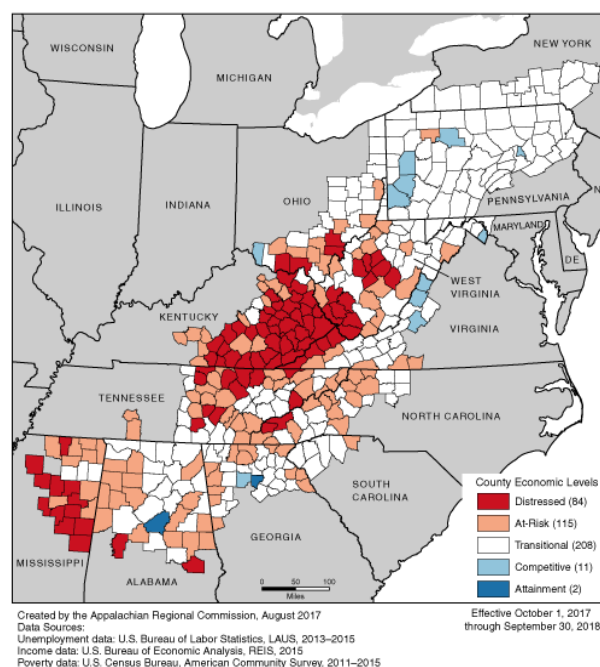 WISCONSIN
NEW YORK
MICHIGAN
PENNSYLVANIA
OHIO
ILLINOIS
INDIANA
MARYLAND
DE
WEST
VIRGINIA
KENTUCKY
VIRGINIA
TENNESSEE
NORTH CAROLINA
SOUTH
CAROLINA
GEORGIA
MISSISSIPPI
ALABAMA
County Economic Levels
Distressed (84)
At-Risk (115)
Transitional (208)
Competitive (11)
Attainment (2)
0 50 100
Miles
Created by the Appalachian Regional Commission, August 2017
Data Sources:
Unemployment data: U.S. Bureau of Labor Statistics, LAUS, 2013–2015
Income data: U.S. Bureau of Economic Analysis, REIS, 2015
Poverty data: U.S. Census Bureau, American Community Survey, 2011–2015
Effective October 1, 2017
through September 30, 2018